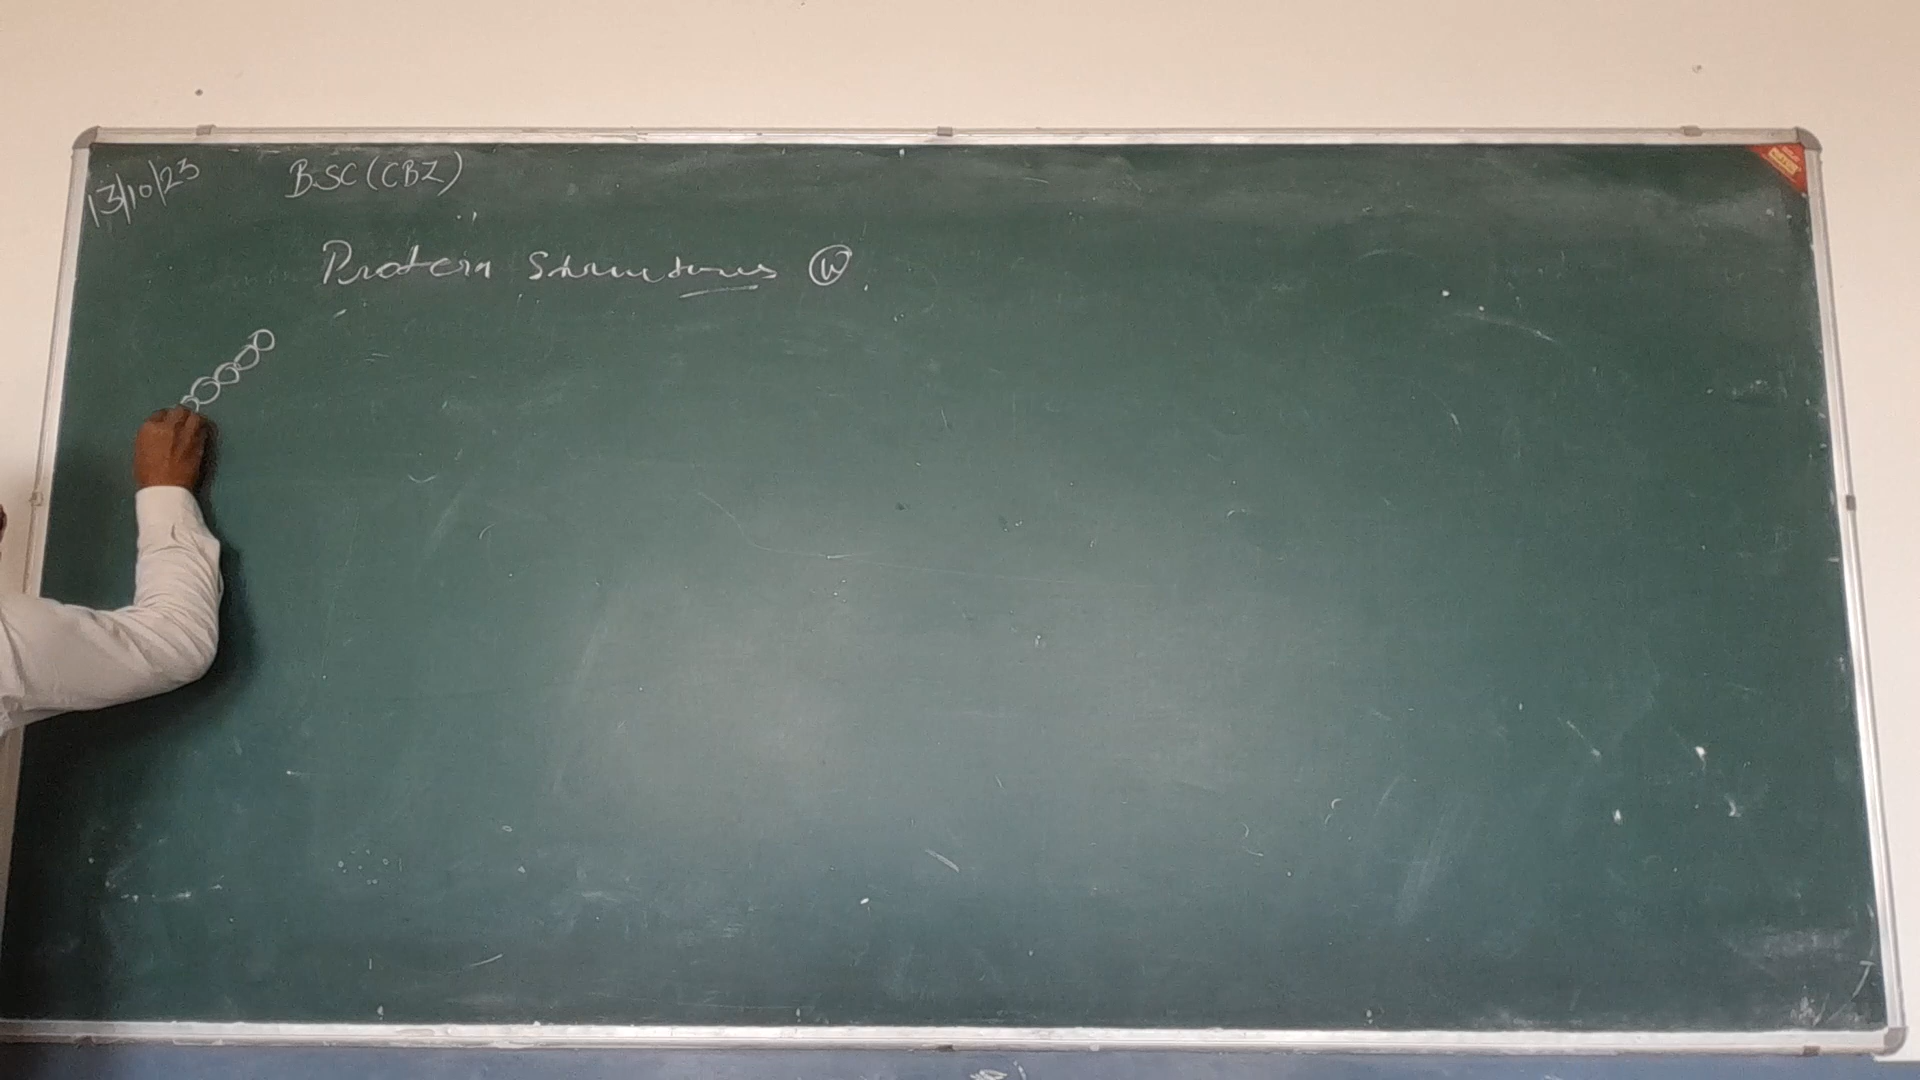 13/10/23
BSC (CBZ)
Protein Structures